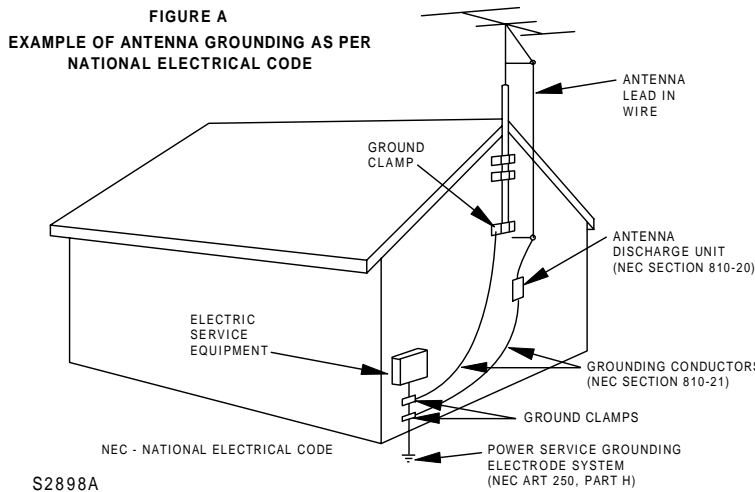 FIGURE A
EXAMPLE OF ANTENNA GROUNDING AS PER
NATIONAL ELECTRICAL CODE
ANTENNA
LEAD IN
WIRE
GROUND
CLAMP
ANTENNA
DISCHARGE UNIT
(NEC SECTION 810-20)
ELECTRIC
SERVICE
EQUIPMENT
GROUNDING CONDUCTORS
(NEC SECTION 810-21)
GROUND CLAMPS
NEC - NATIONAL ELECTRICAL CODE
POWER SERVICE GROUNDING
ELECTRODE SYSTEM
(NEC ART 250, PART H)
S2898A